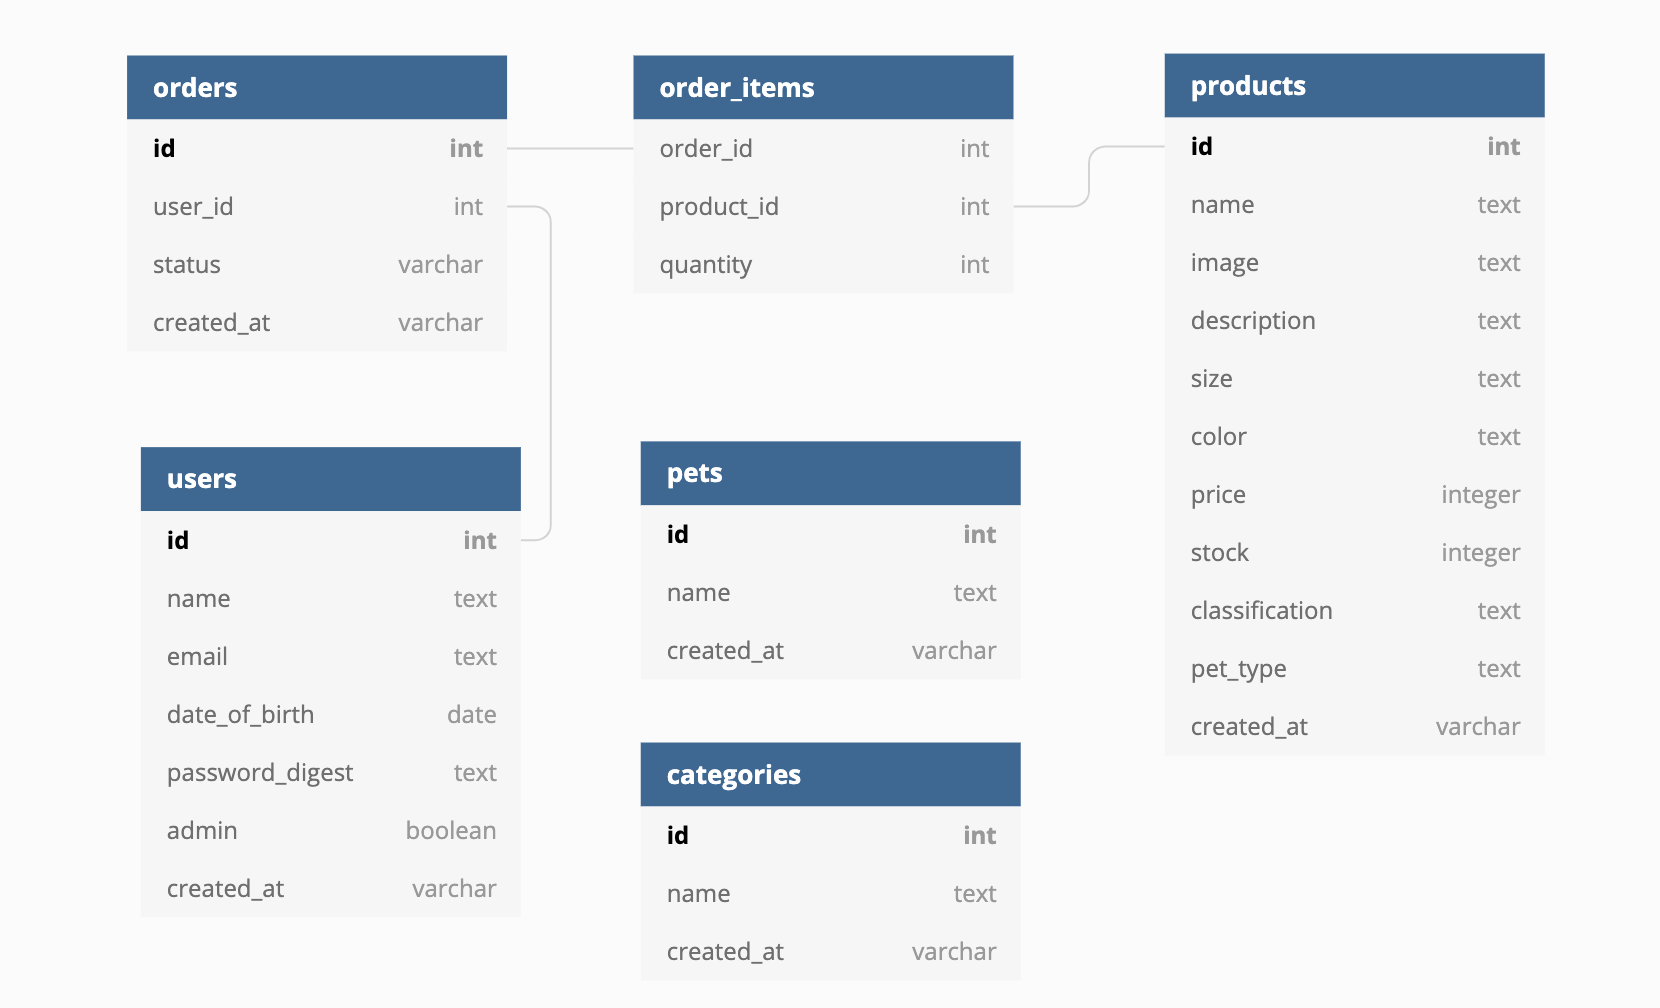 orders
id int
user_id int
status varchar
created_at varchar
order_items
order_id int
product_id int
quantity int
products
id int
name text
image text
description text
size text
color text
price integer
stock integer
classification text
pet_type text
created_at varchar
users
id int
name text
email text
date_of_birth date
password_digest text
admin boolean
created_at varchar
pets
id int
name text
created_at varchar
categories
id int
name text
created_at varchar